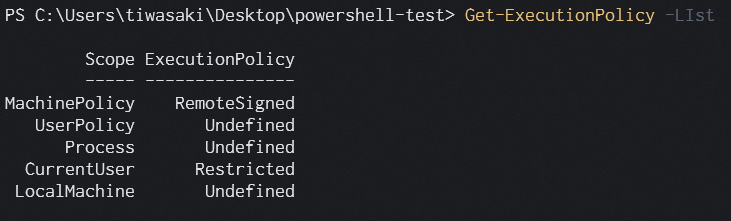 PS C:\Users\tiwasaki\Desktop\powershell-test> Get-ExecutionPolicy -LIst
Scope ExecutionPolicy
----- ---------------
MachinePolicy RemoteSigned
UserPolicy Undefined
Process Undefined
CurrentUser Restricted
LocalMachine Undefined